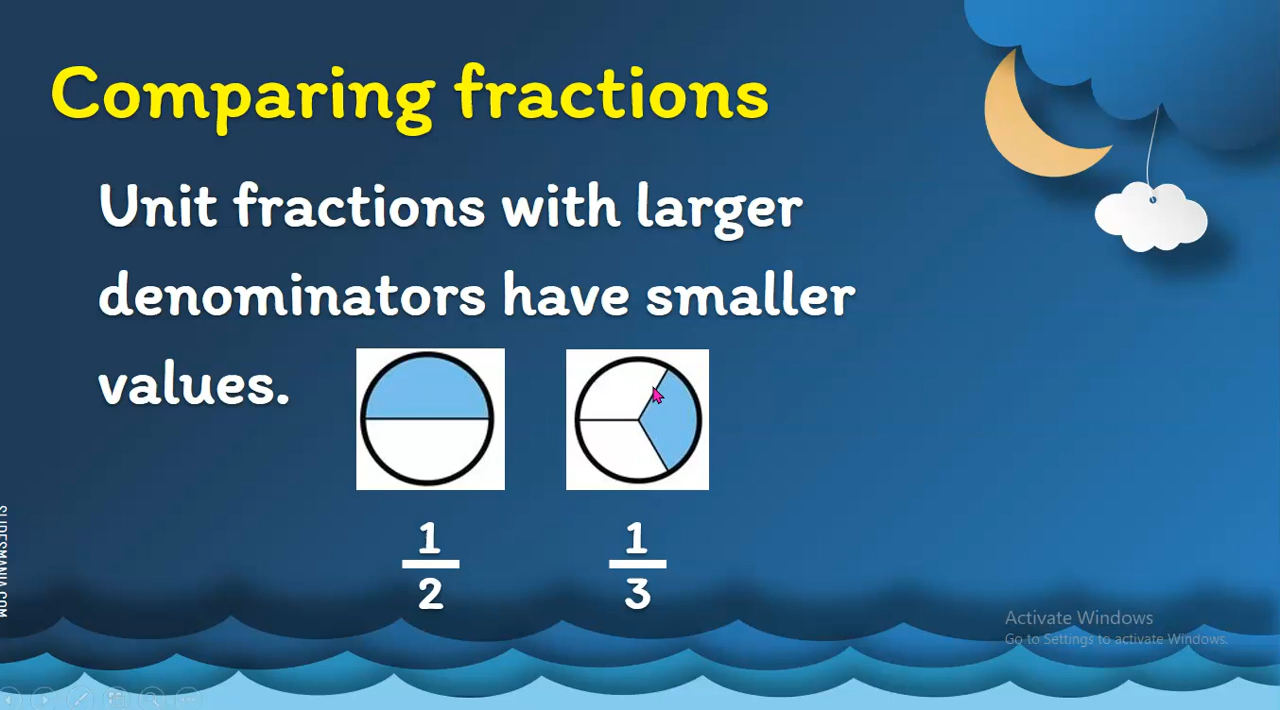 Comparing fractions
Unit fractions with larger
denominators have smaller
values.
1
2
1
3
SLIDESMANIA.COM
Activate Windows
Go to Settings to activate Windows.